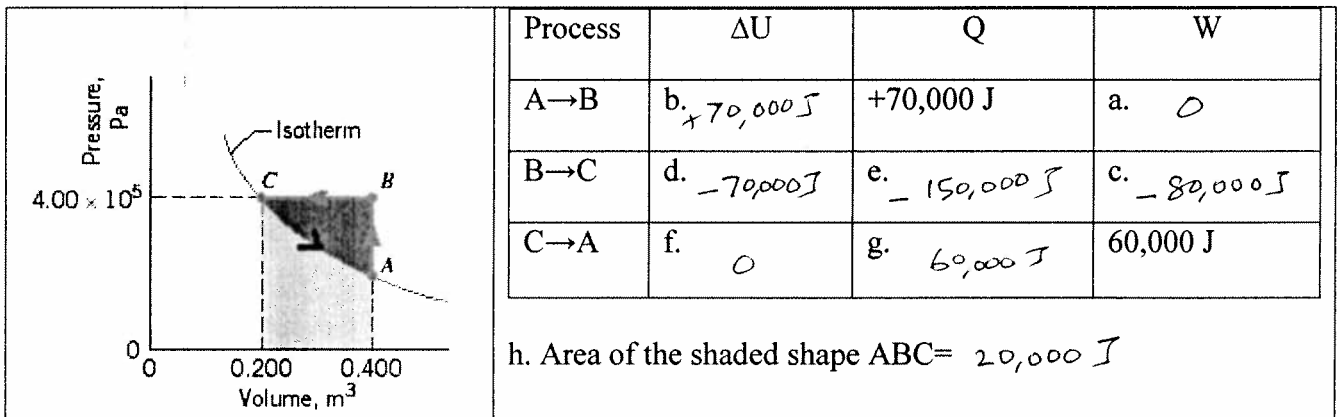 Pressure,
Pa
Isotherm
C
B
4.00 × 10⁵
A
0
0
0.200
0.400
Volume, m³
Process ΔU Q W
A→B b. +70,000 J +70,000 J a. 0
B→C d. -70,000 J e. - 150,000 J c. - 80,000 J
C→A f. 0 g. 60,000 J 60,000 J
h. Area of the shaded shape ABC= 20,000 J